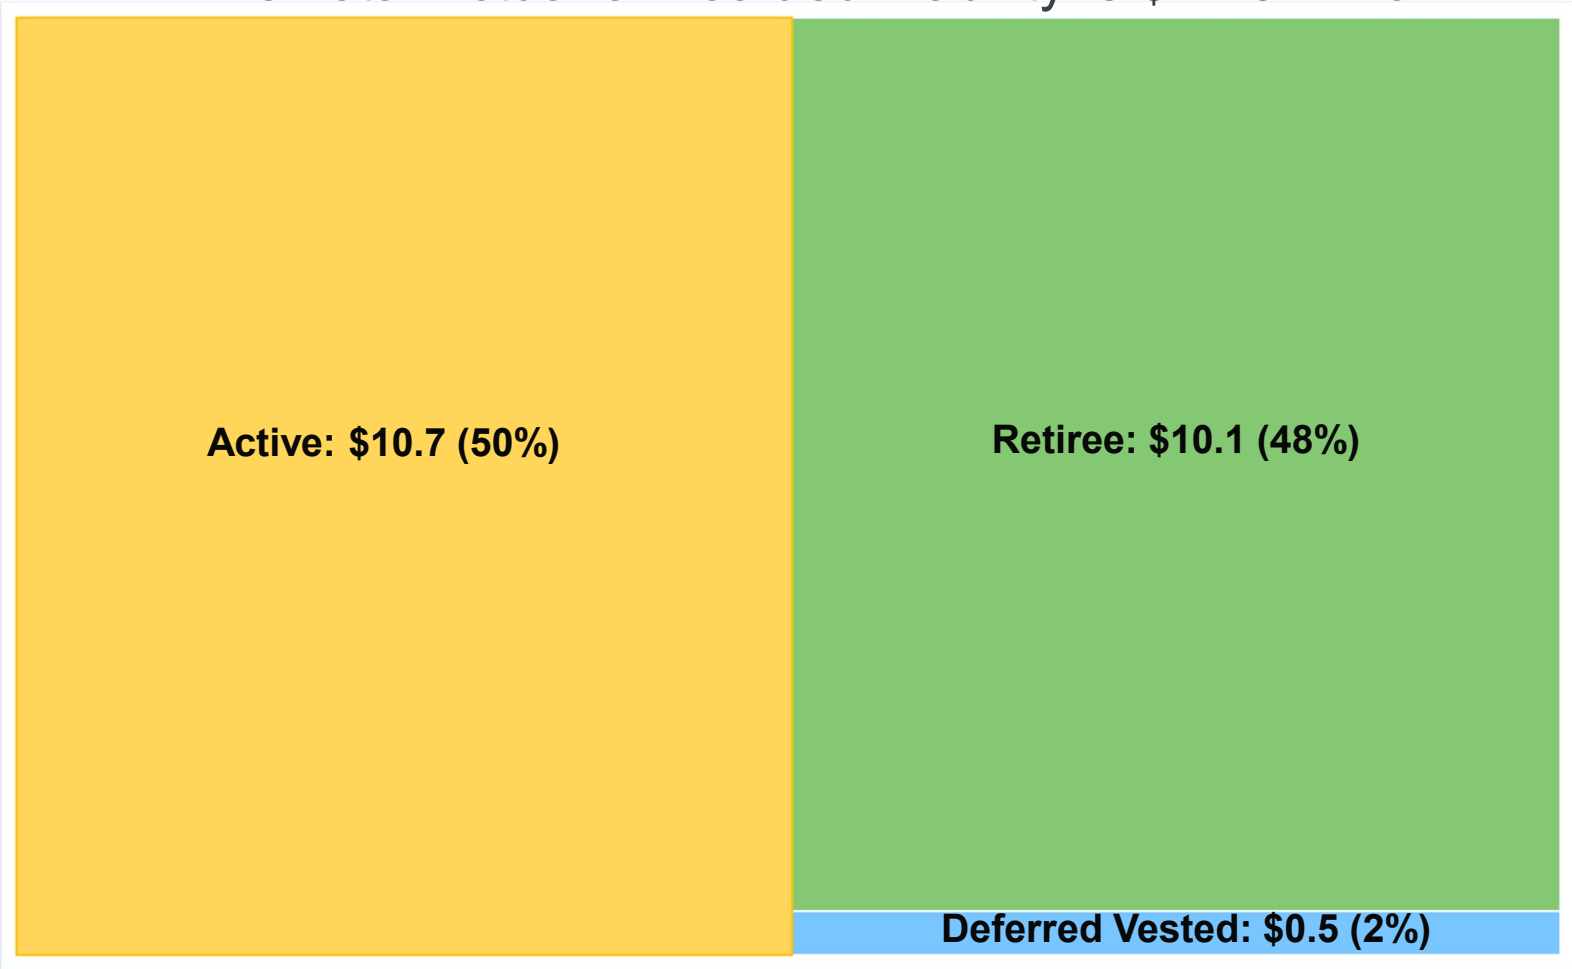 Active: $10.7 (50%)
Retiree: $10.1 (48%)
Deferred Vested: $0.5 (2%)